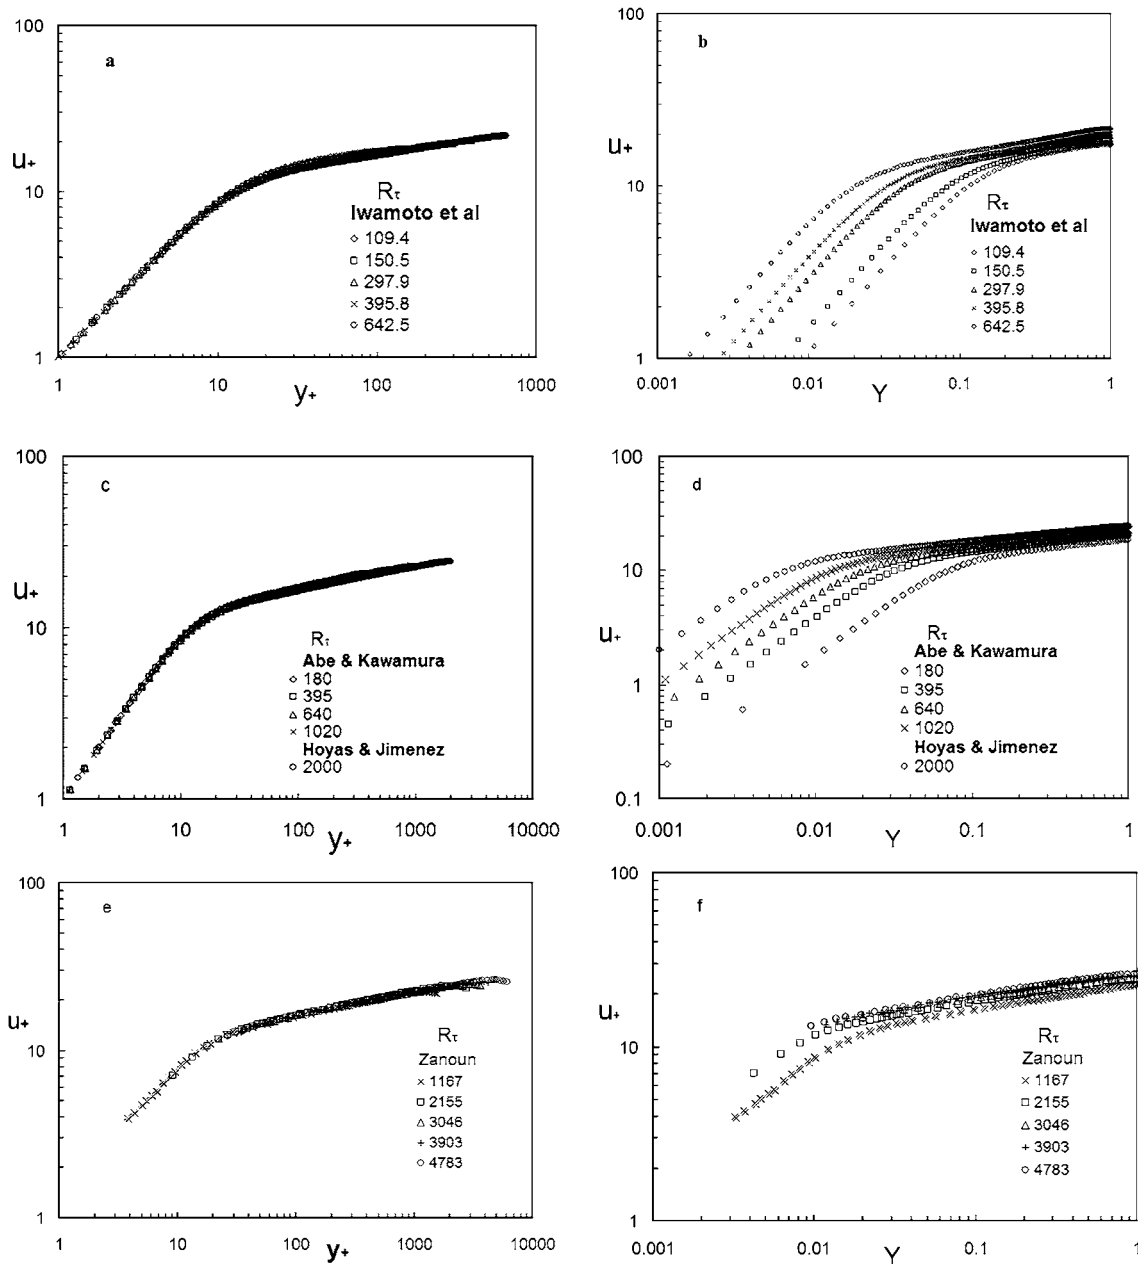 a
100
10
1
u+
Rτ
Iwamoto et al
109.4
150.5
297.9
395.8
642.5
1 10 100 1000
y+
b
100
10
1
u+
Rτ
Iwamoto et al
109.4
150.5
297.9
395.8
642.5
0.001 0.01 0.1 1
Y
c
100
10
1
u+
Rτ
Abe & Kawamura
180
395
640
1020
Hoyas & Jimenez
2000
1 10 100 1000 10000
y+
d
100
10
1
0.1
u+
Rτ
Abe & Kawamura
180
395
640
1020
Hoyas & Jimenez
2000
0.001 0.01 0.1 1
Y
e
100
10
1
u+
Rτ
Zanoun
1167
2155
3046
3903
4783
1 10 100 1000 10000
y+
f
100
10
1
u+
Rτ
Zanoun
1167
2155
3046
3903
4783
0.001 0.01 0.1 1
Y